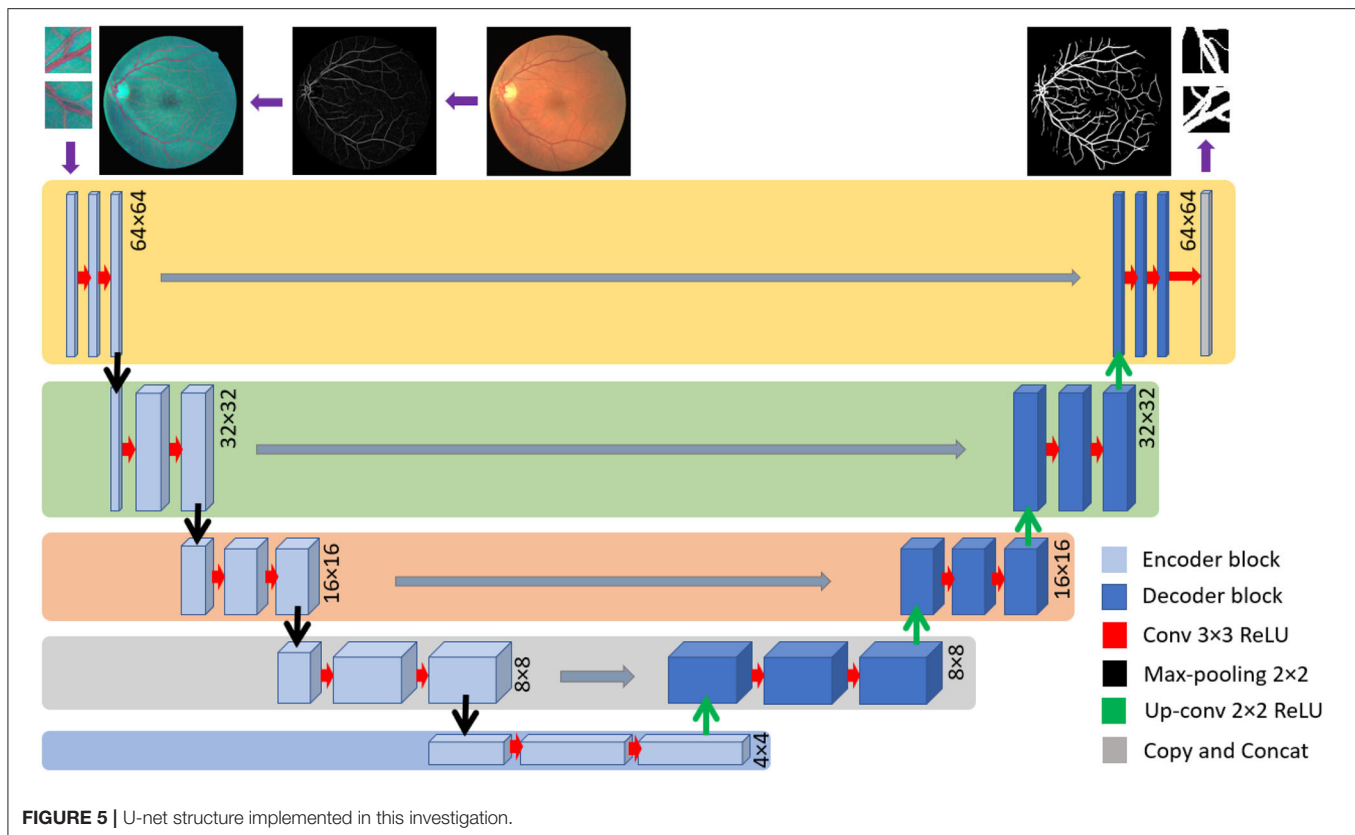 64×64
64×64
32×32
32×32
16×16
16×16
8×8
8×8
4×4
Encoder block
Decoder block
Conv 3×3 ReLU
Max-pooling 2×2
Up-conv 2×2 ReLU
Copy and Concat
FIGURE 5 | U-net structure implemented in this investigation.